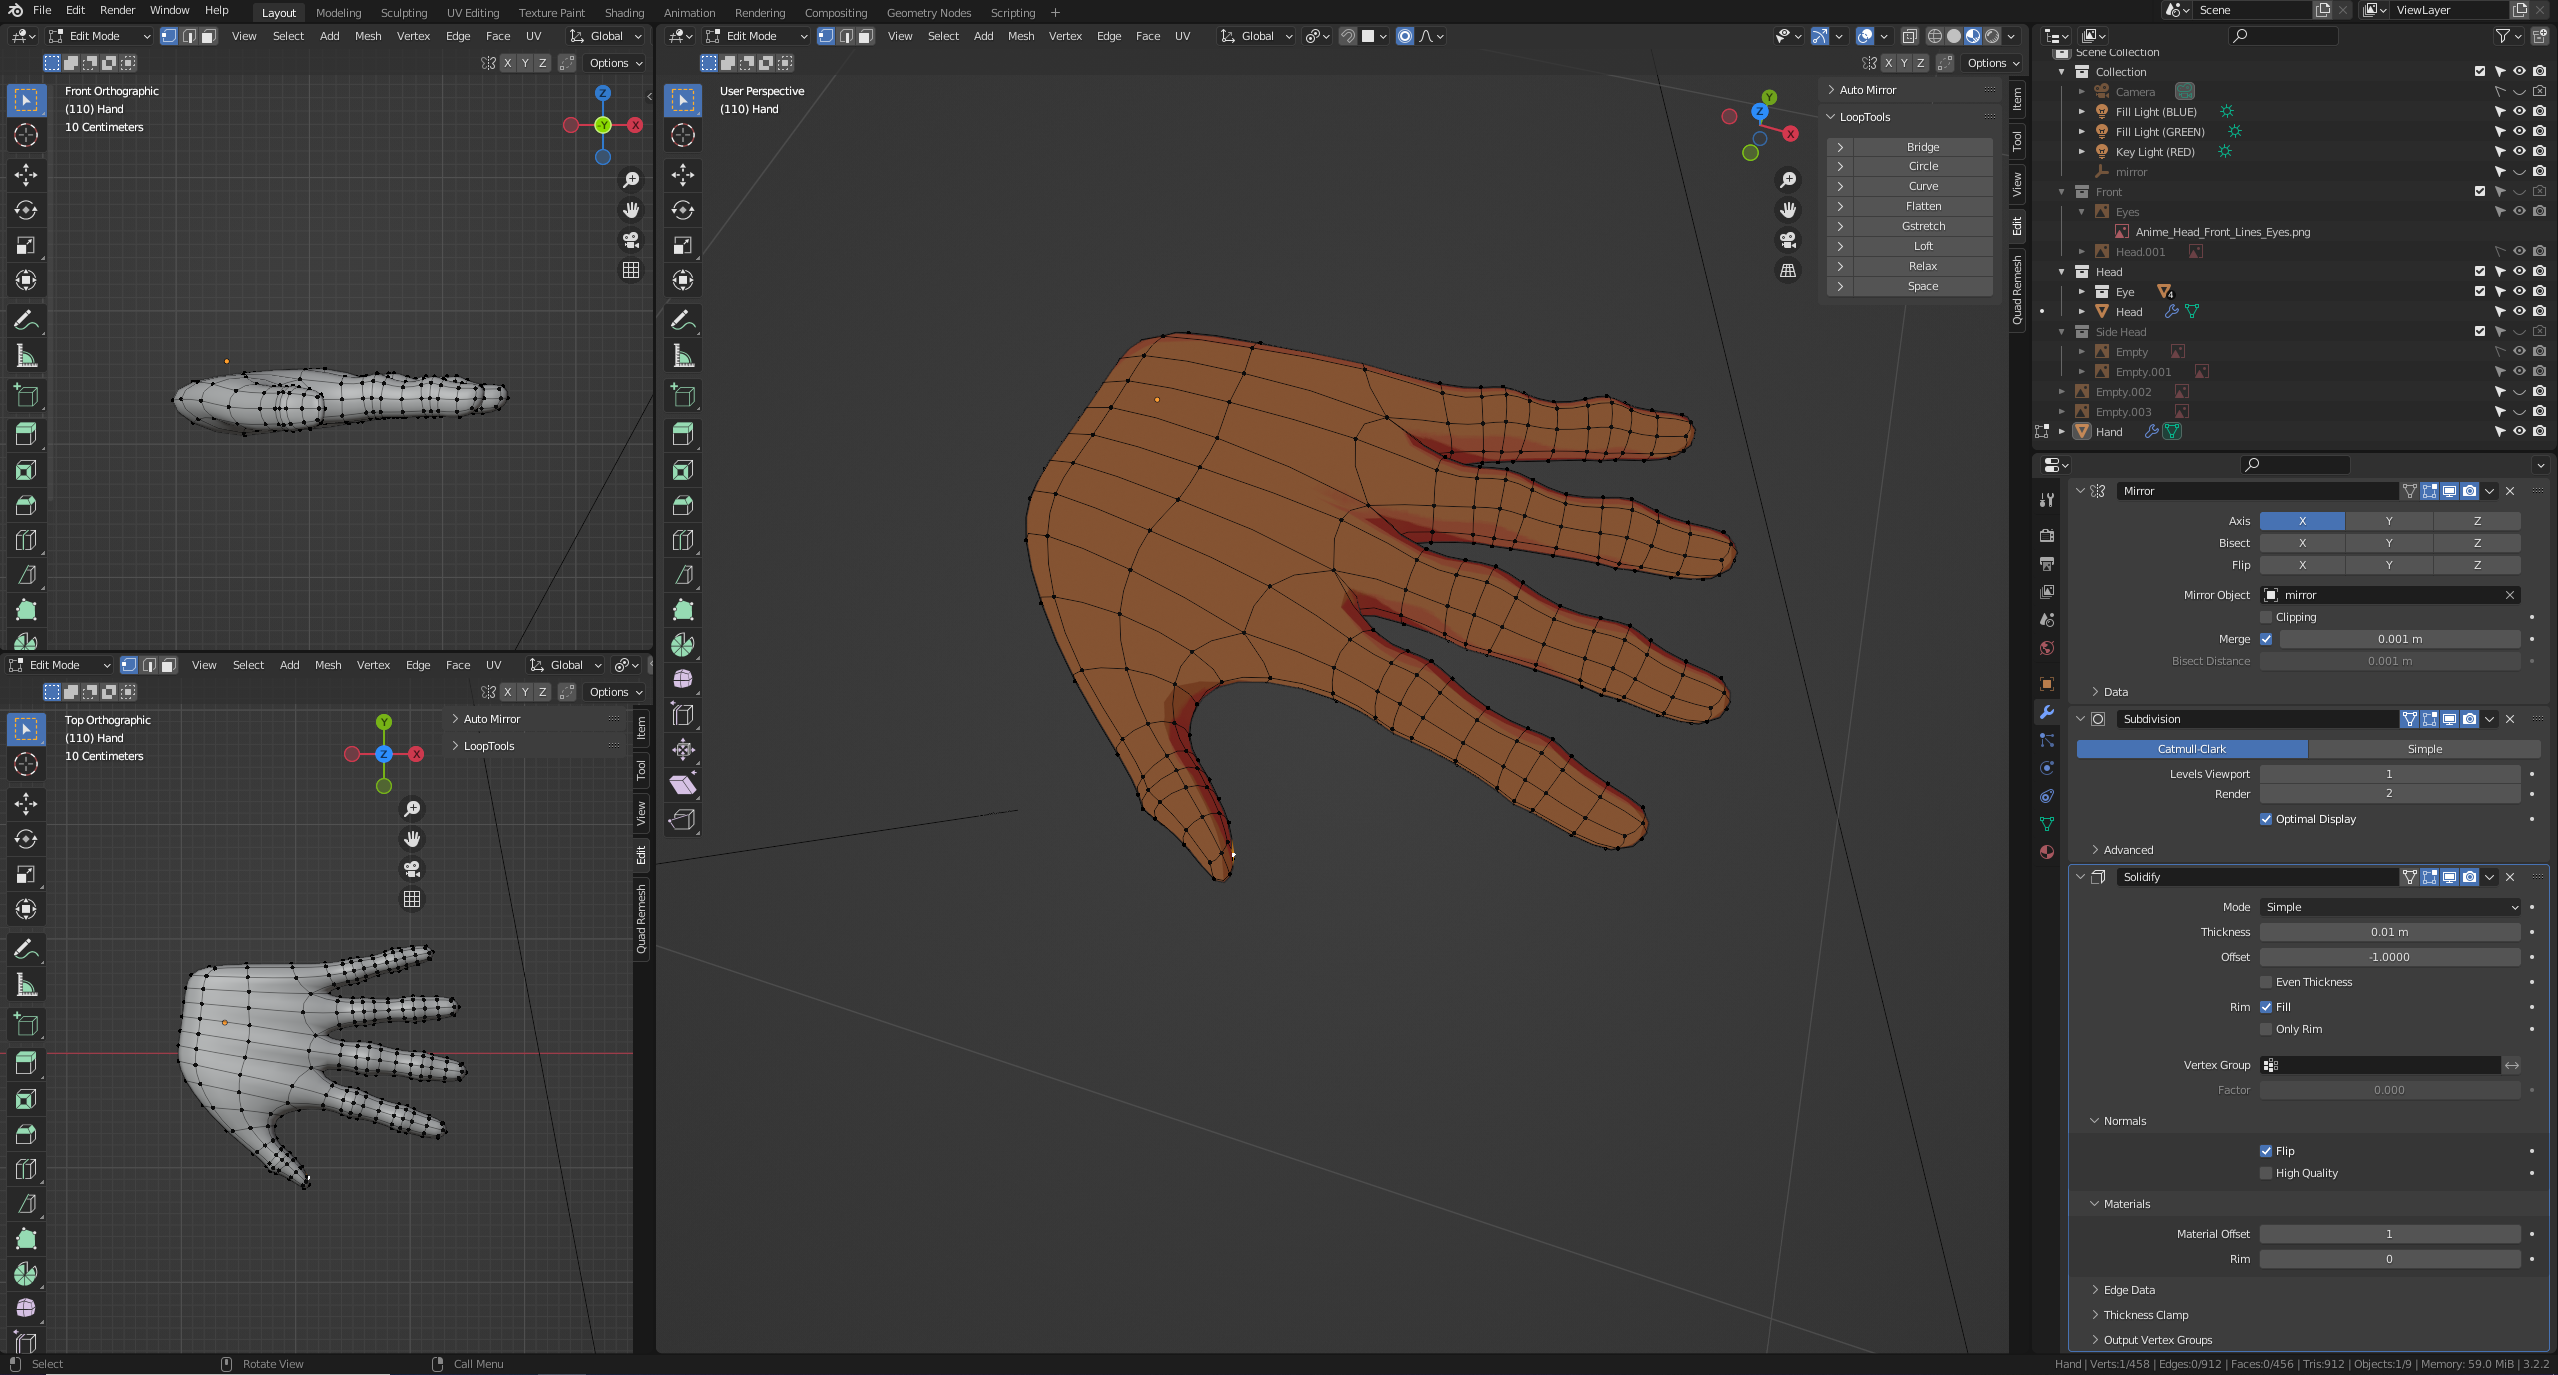 File Edit Render Window Help Layout Modeling Sculpting UV Editing Texture Paint Shading Animation Rendering Compositing Geometry Nodes Scripting Scene ViewLayer
Edit Mode View Select Add Mesh Vertex Edge Face UV Global
X Y Z Options
Front Orthographic
(110) Hand
10 Centimeters
Z
-Y X
Edit Mode View Select Add Mesh Vertex Edge Face UV Global
X Y Z Options
User Perspective
(110) Hand
Y
Z
X
Auto Mirror
LoopTools
Bridge
Circle
Curve
Flatten
Gstretch
Loft
Relax
Space
Item
Tool
View
Edit
Quad Remesh
Edit Mode View Select Add Mesh Vertex Edge Face UV Global
X Y Z Options
Top Orthographic
(110) Hand
10 Centimeters
Y
Z X
Auto Mirror
LoopTools
Item
Tool
View
Edit
Quad Remesh
Scene Collection
Collection
Camera
Fill Light (BLUE)
Fill Light (GREEN)
Key Light (RED)
mirror
Front
Eyes
Anime_Head_Front_Lines_Eyes.png
Head.001
Head
Eye 4
Head
Side Head
Empty
Empty.001
Empty.002
Empty.003
Hand
Mirror
Axis X Y Z
Bisect X Y Z
Flip X Y Z
Mirror Object mirror
Clipping
Merge 0.001 m
Bisect Distance 0.001 m
Data
Subdivision
Catmull-Clark Simple
Levels Viewport 1
Render 2
Optimal Display
Advanced
Solidify
Mode Simple
Thickness 0.01 m
Offset -1.0000
Even Thickness
Rim Fill
Only Rim
Vertex Group
Factor 0.000
Normals
Flip
High Quality
Materials
Material Offset 1
Rim 0
Edge Data
Thickness Clamp
Output Vertex Groups
Select Rotate View Call Menu Hand | Verts:1/458 | Edges:0/912 | Faces:0/456 | Tris:912 | Objects:1/9 | Memory: 59.0 MiB | 3.2.2